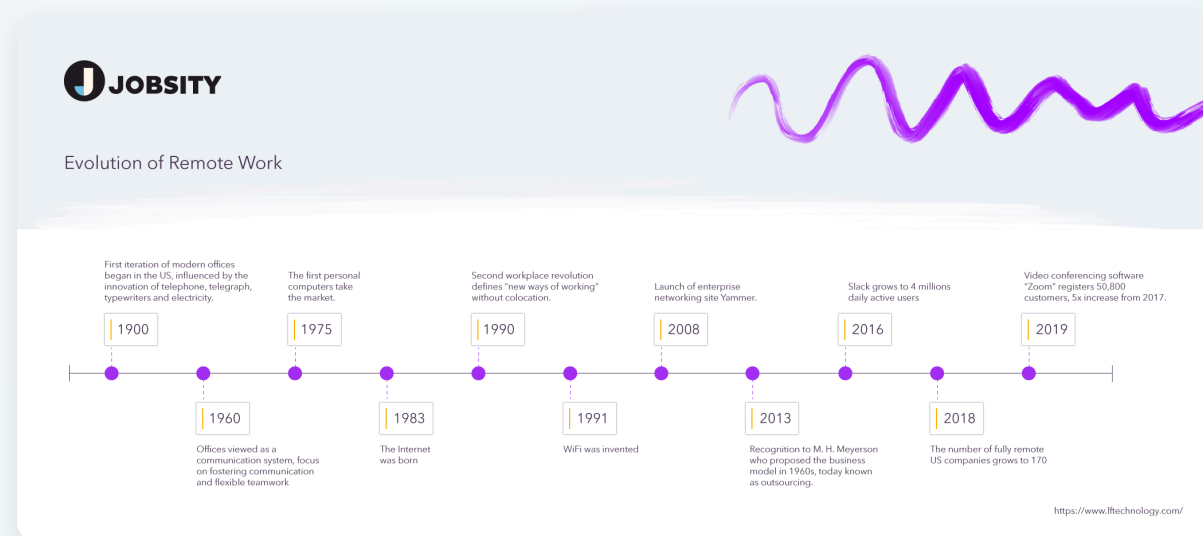 JOBSITY
Evolution of Remote Work
First iteration of modern offices
began in the US, influenced by the
innovation of telephone, telegraph,
typewriters and electricity.
1900
The first personal
computers take
the market.
1975
Second workplace revolution
defines “new ways of working”
without colocation.
1990
Launch of enterprise
networking site Yammer.
2008
Slack grows to 4 millions
daily active users
2016
Video conferencing software
“Zoom” registers 50,800
customers, 5x increase from 2017.
2019
1960
Offices viewed as a
communication system, focus
on fostering communication
and flexible teamwork
1983
The Internet
was born
1991
WiFi was invented
2013
Recognition to M. H. Meyerson
who proposed the business
model in 1960s, today known
as outsourcing.
2018
The number of fully remote
US companies grows to 170
https://www.lftechnology.com/